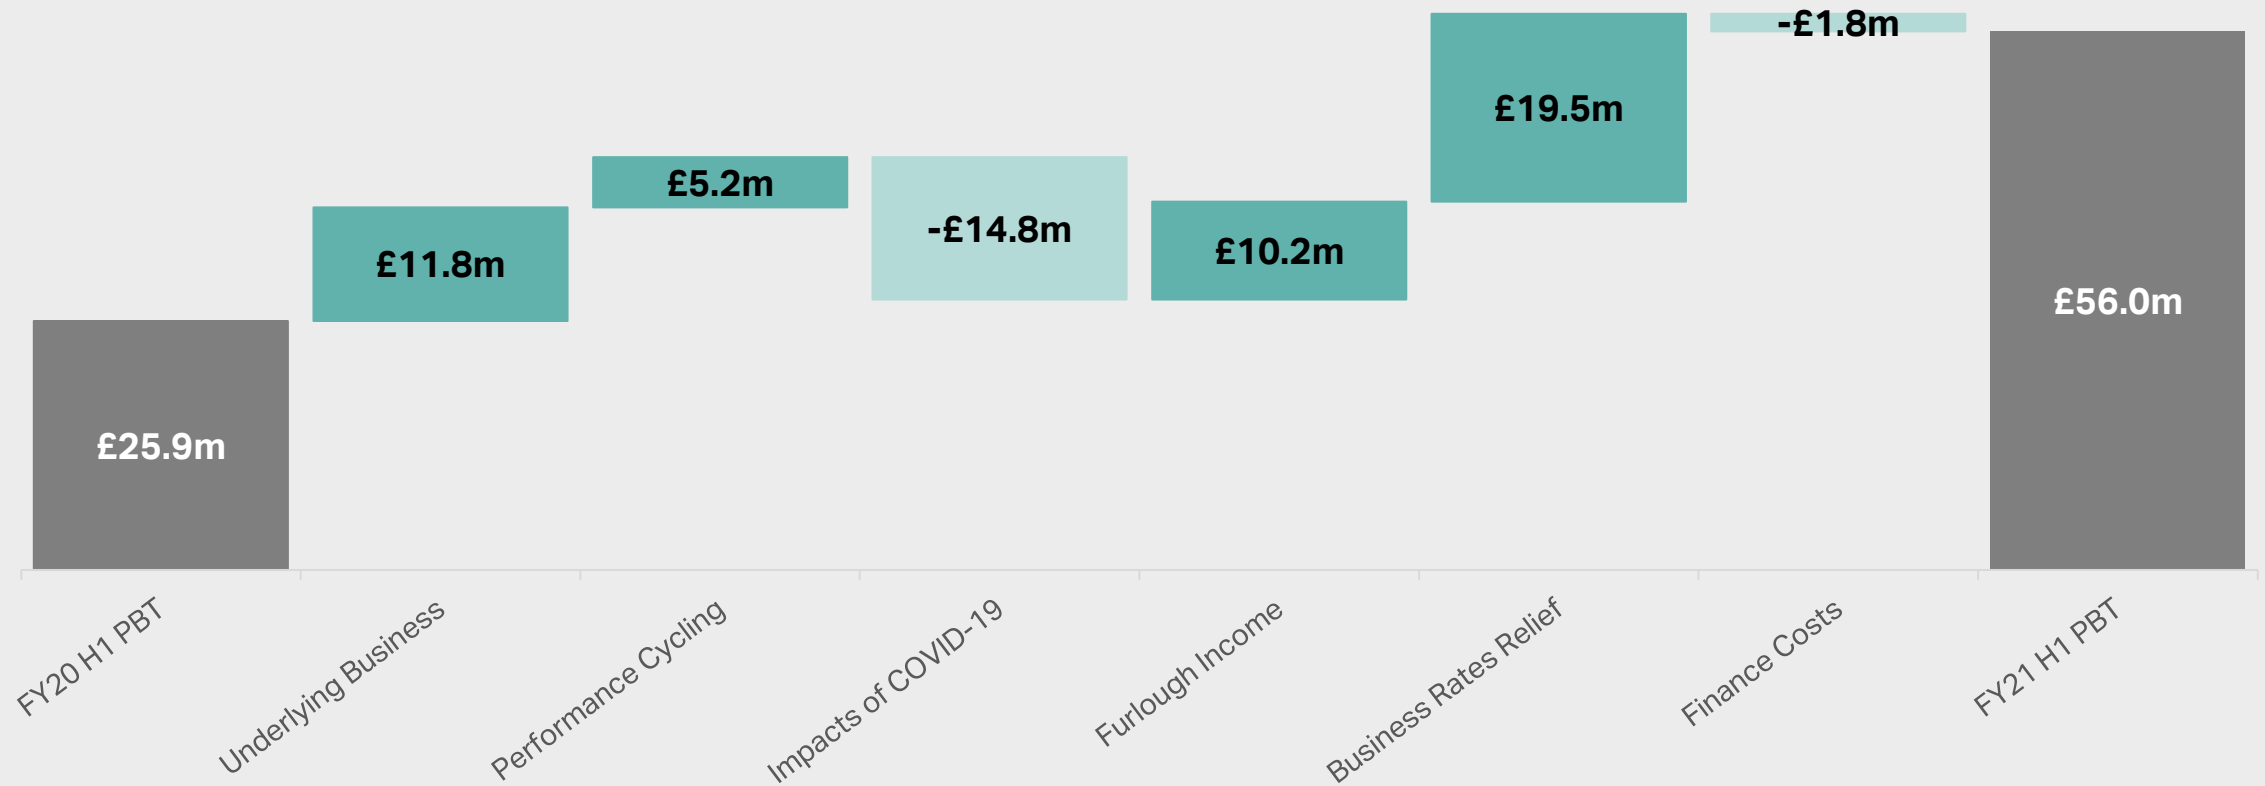 -£1.8m
£19.5m
£5.2m
-£14.8m
£11.8m
£10.2m
£56.0m
£25.9m
FY20 H1 PBT
Underlying Business
Performance Cycling
Impacts of COVID-19
Furlough Income
Business Rates Relief
Finance Costs
FY21 H1 PBT